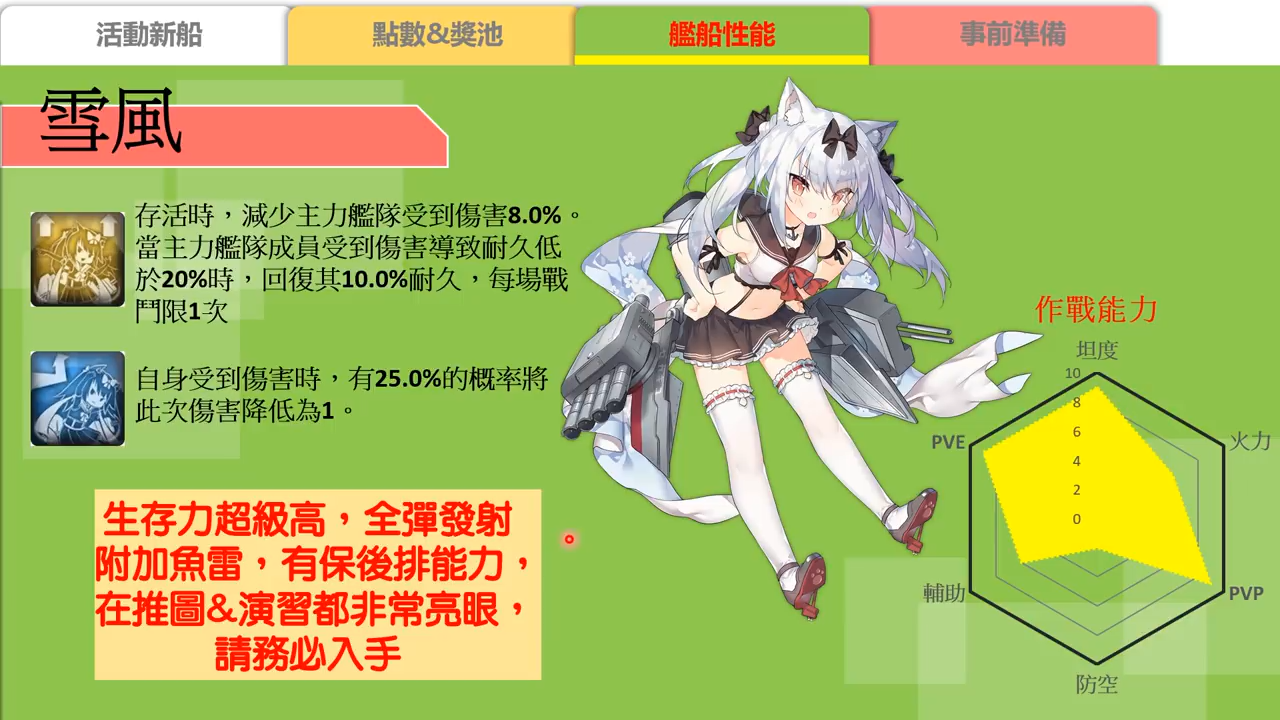 活動新船
點數&獎池
艦船性能
事前準備
雪風
存活時，減少主力艦隊受到傷害8.0%。
當主力艦隊成員受到傷害導致耐久低
於20%時，回復其10.0%耐久，每場戰
鬥限1次
自身受到傷害時，有25.0%的概率將
此次傷害降低為1。
生存力超級高，全彈發射
附加魚雷，有保後排能力，
在推圖&演習都非常亮眼，
請務必入手
作戰能力
坦度
10
8
6
4
2
0
PVE
火力
輔助
PVP
防空